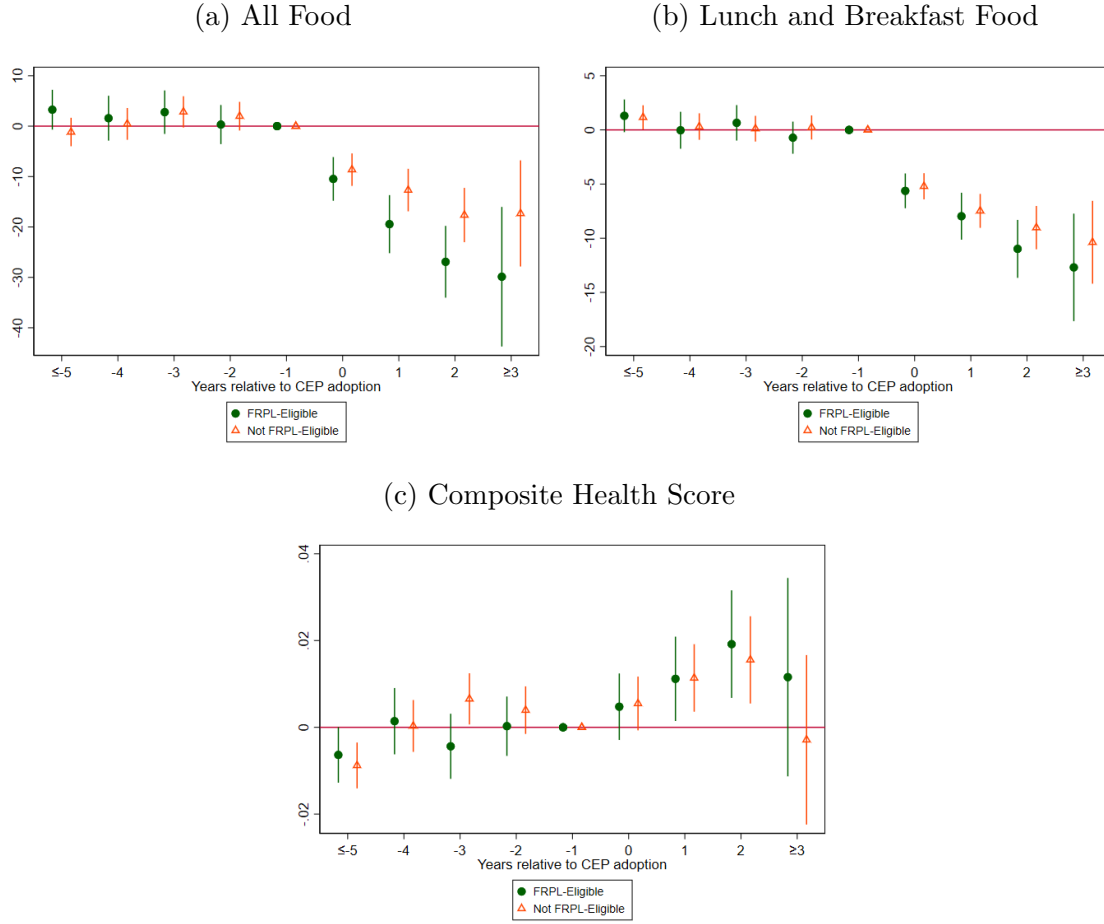 (a) All Food
(b) Lunch and Breakfast Food
10
0
-10
-20
-30
-40
≤-5 -4 -3 -2 -1 0 1 2 ≥3
Years relative to CEP adoption
FRPL-Eligible
Not FRPL-Eligible
5
0
-5
-10
-15
-20
≤-5 -4 -3 -2 -1 0 1 2 ≥3
Years relative to CEP adoption
FRPL-Eligible
Not FRPL-Eligible
(c) Composite Health Score
.04
.02
0
-.02
≤-5 -4 -3 -2 -1 0 1 2 ≥3
Years relative to CEP adoption
FRPL-Eligible
Not FRPL-Eligible